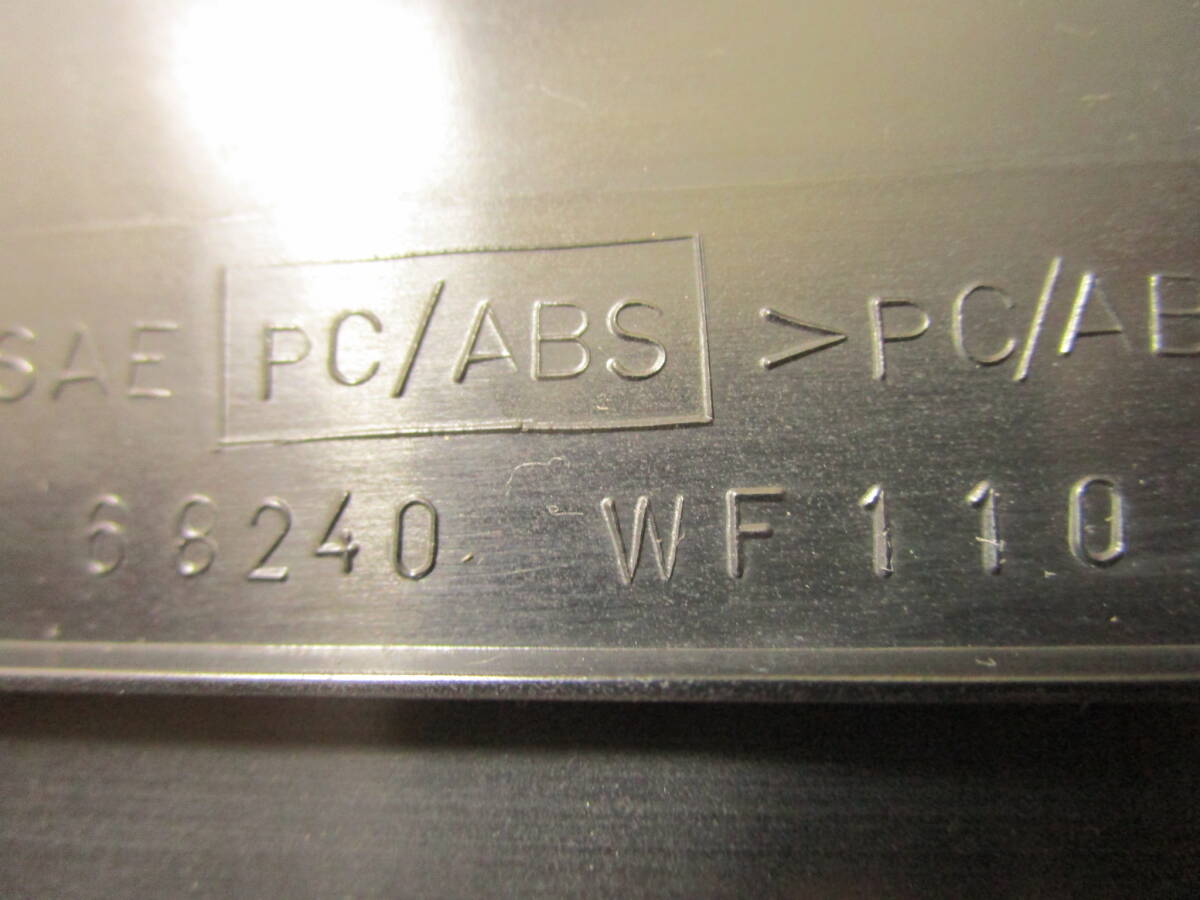 SAE PC/ABS >PC/AB
68240 WF110